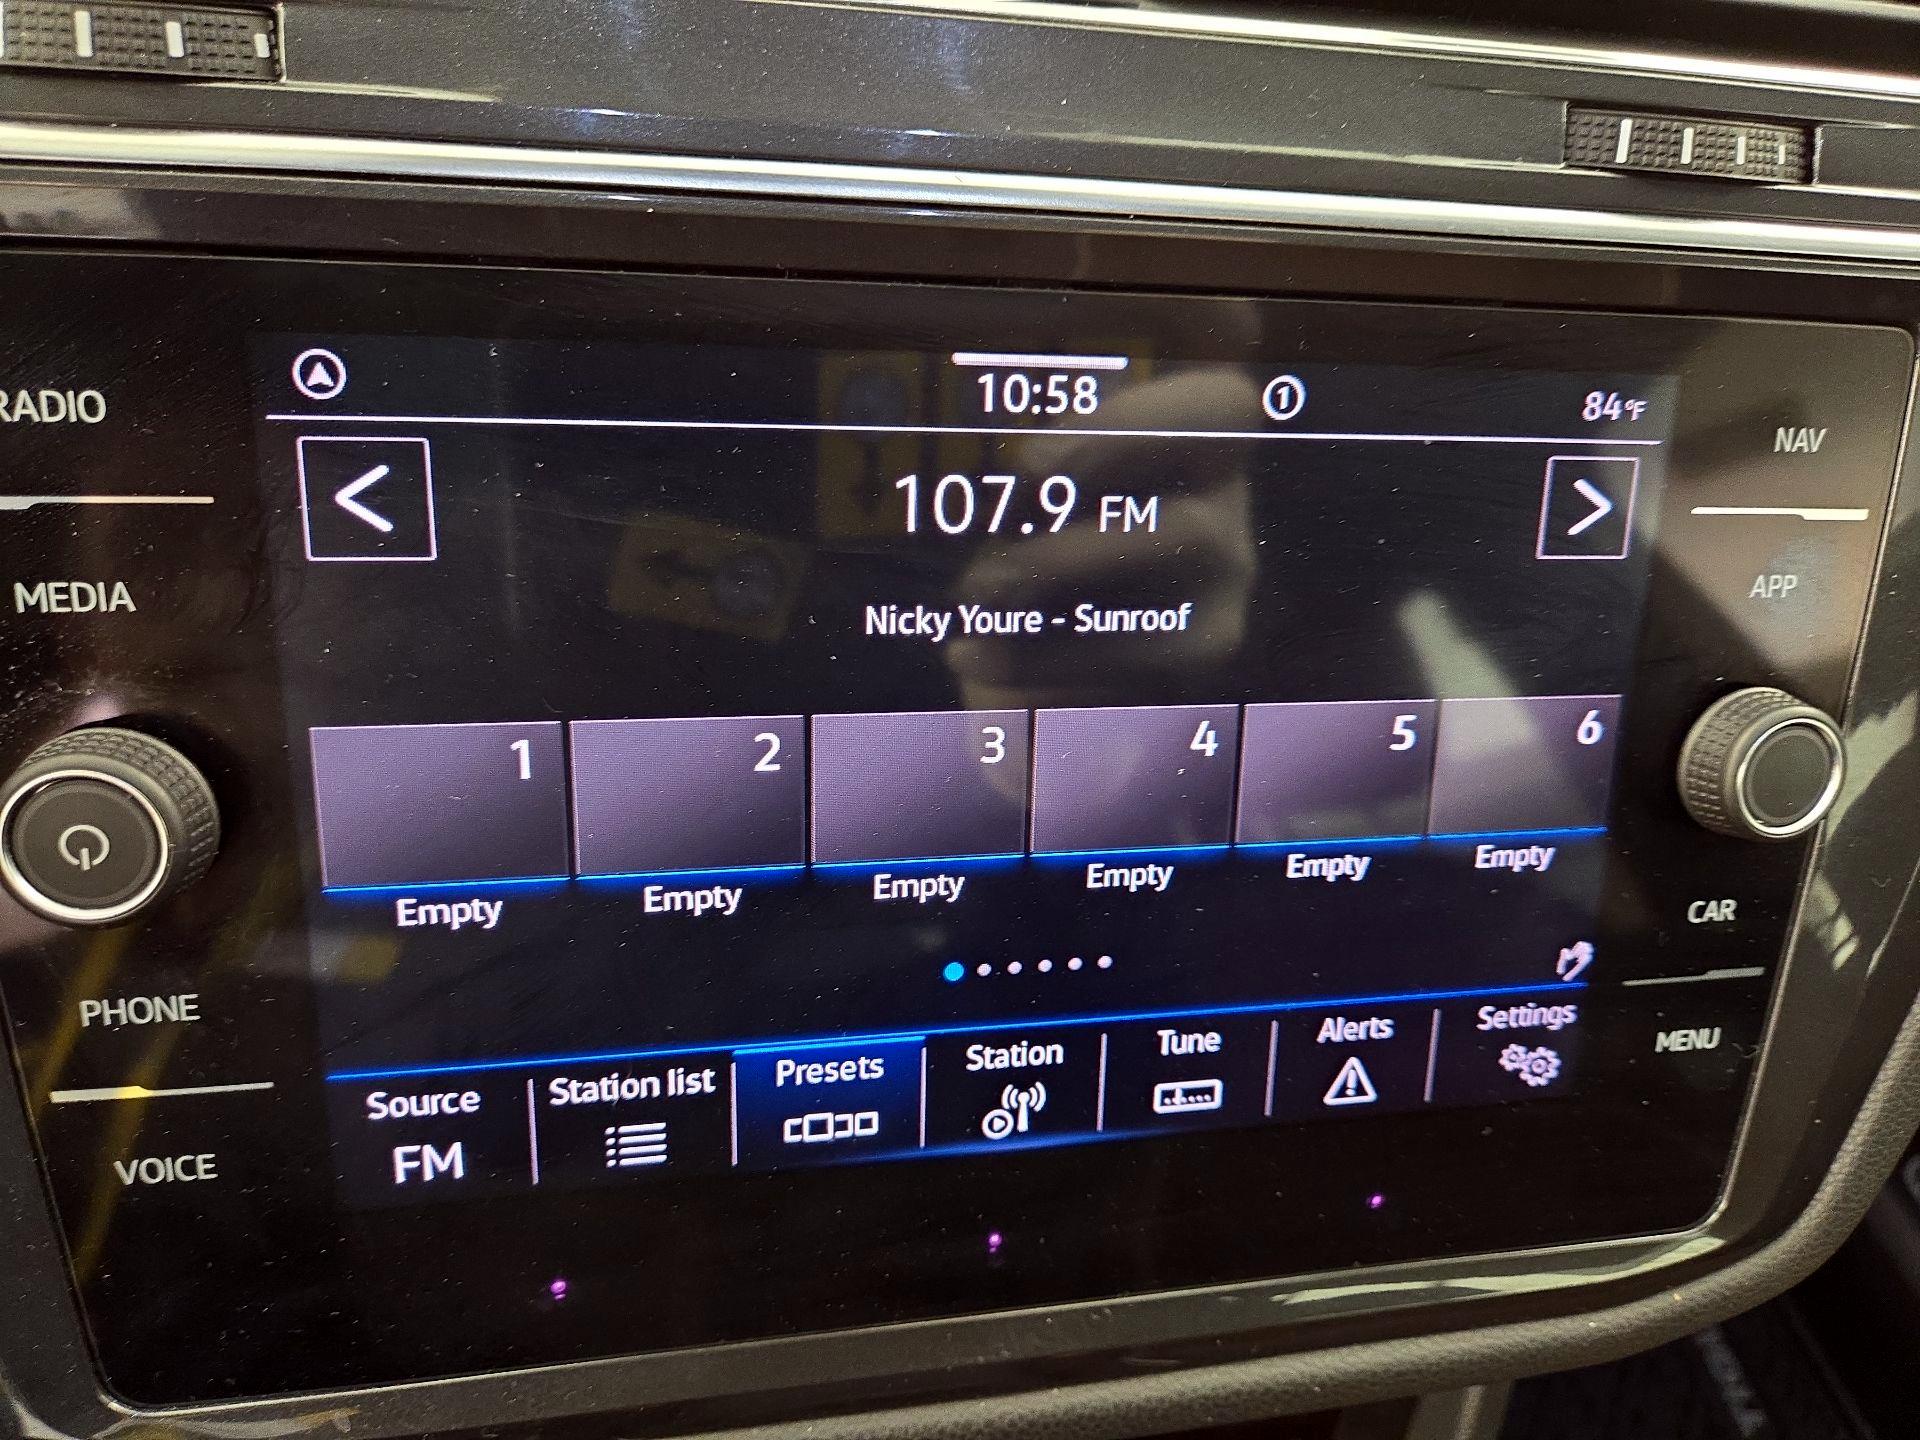 10:58
1
84°F
RADIO
NAV
107.9 FM
MEDIA
APP
Nicky Youre - Sunroof
1 2 3 4 5 6
Empty Empty Empty Empty Empty Empty
CAR
PHONE
MENU
Source Station list Presets Station Tune Alerts Settings
FM
VOICE